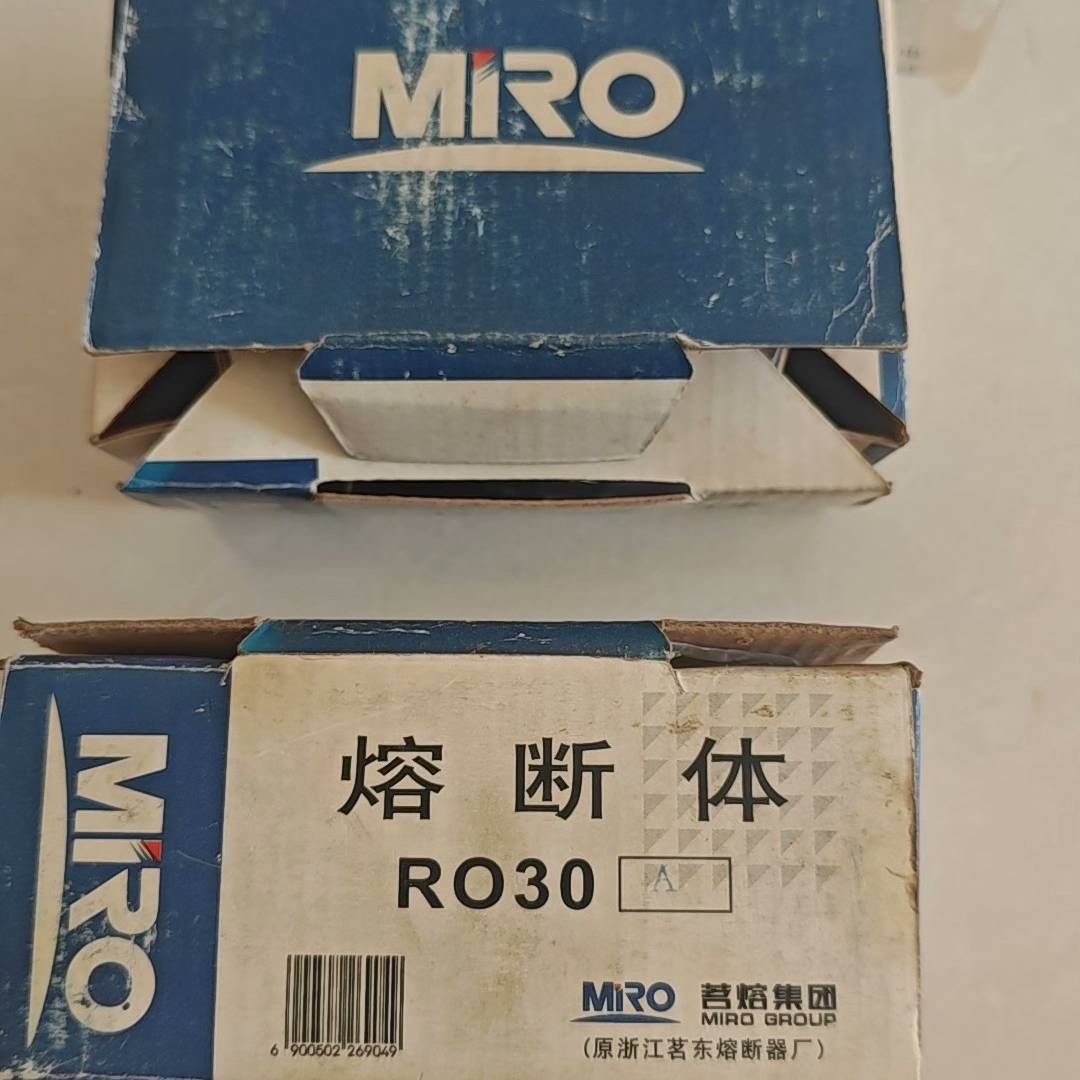 MiRO
MiRO
熔断体
RO30 A
6 900502 269049
MiRO 茗熔集团
MIRO GROUP
(原浙江茗东熔断器厂)